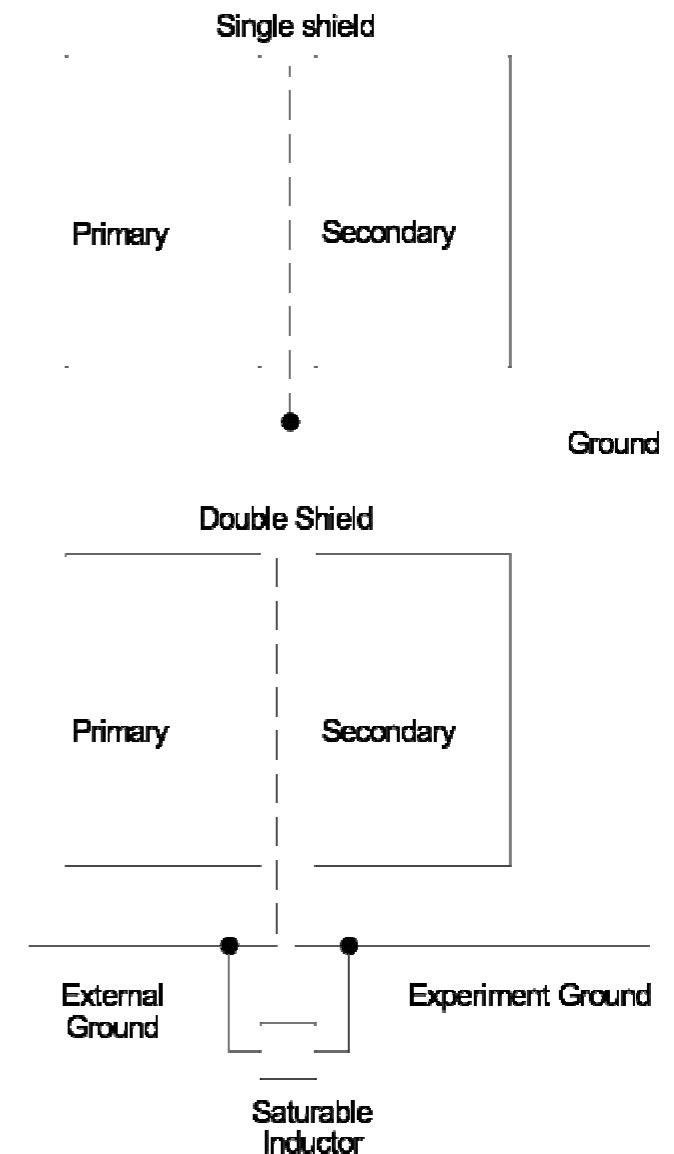 Single shield
Primary
Secondary
Ground
Double Shield
Primary
Secondary
External
Ground
Experiment Ground
Saturable
Inductor